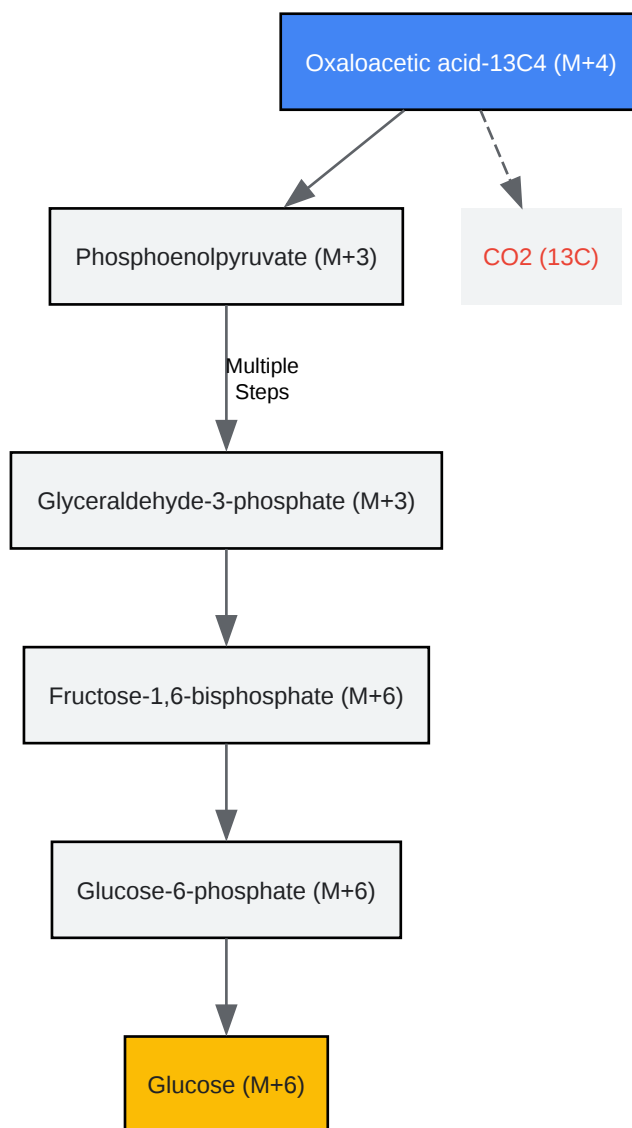 Oxaloacetic acid-13C4 (M+4)
Phosphoenolpyruvate (M+3)
CO2 (13C)
Multiple
Steps
Glyceraldehyde-3-phosphate (M+3)
Fructose-1,6-bisphosphate (M+6)
Glucose-6-phosphate (M+6)
Glucose (M+6)